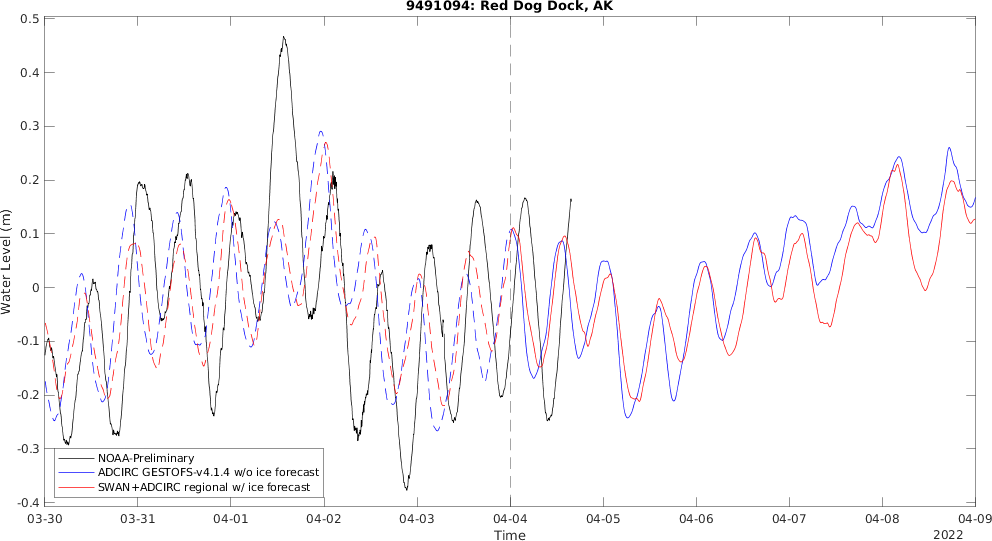 9491094: Red Dog Dock, AK
Water Level (m)
0.5
0.4
0.3
0.2
0.1
0
-0.1
-0.2
-0.3
-0.4
NOAA-Preliminary
ADCIRC GESTOFS-v4.1.4 w/o ice forecast
SWAN+ADCIRC regional w/ ice forecast
03-30 03-31 04-01 04-02 04-03 04-04 04-05 04-06 04-07 04-08 04-09
Time
2022